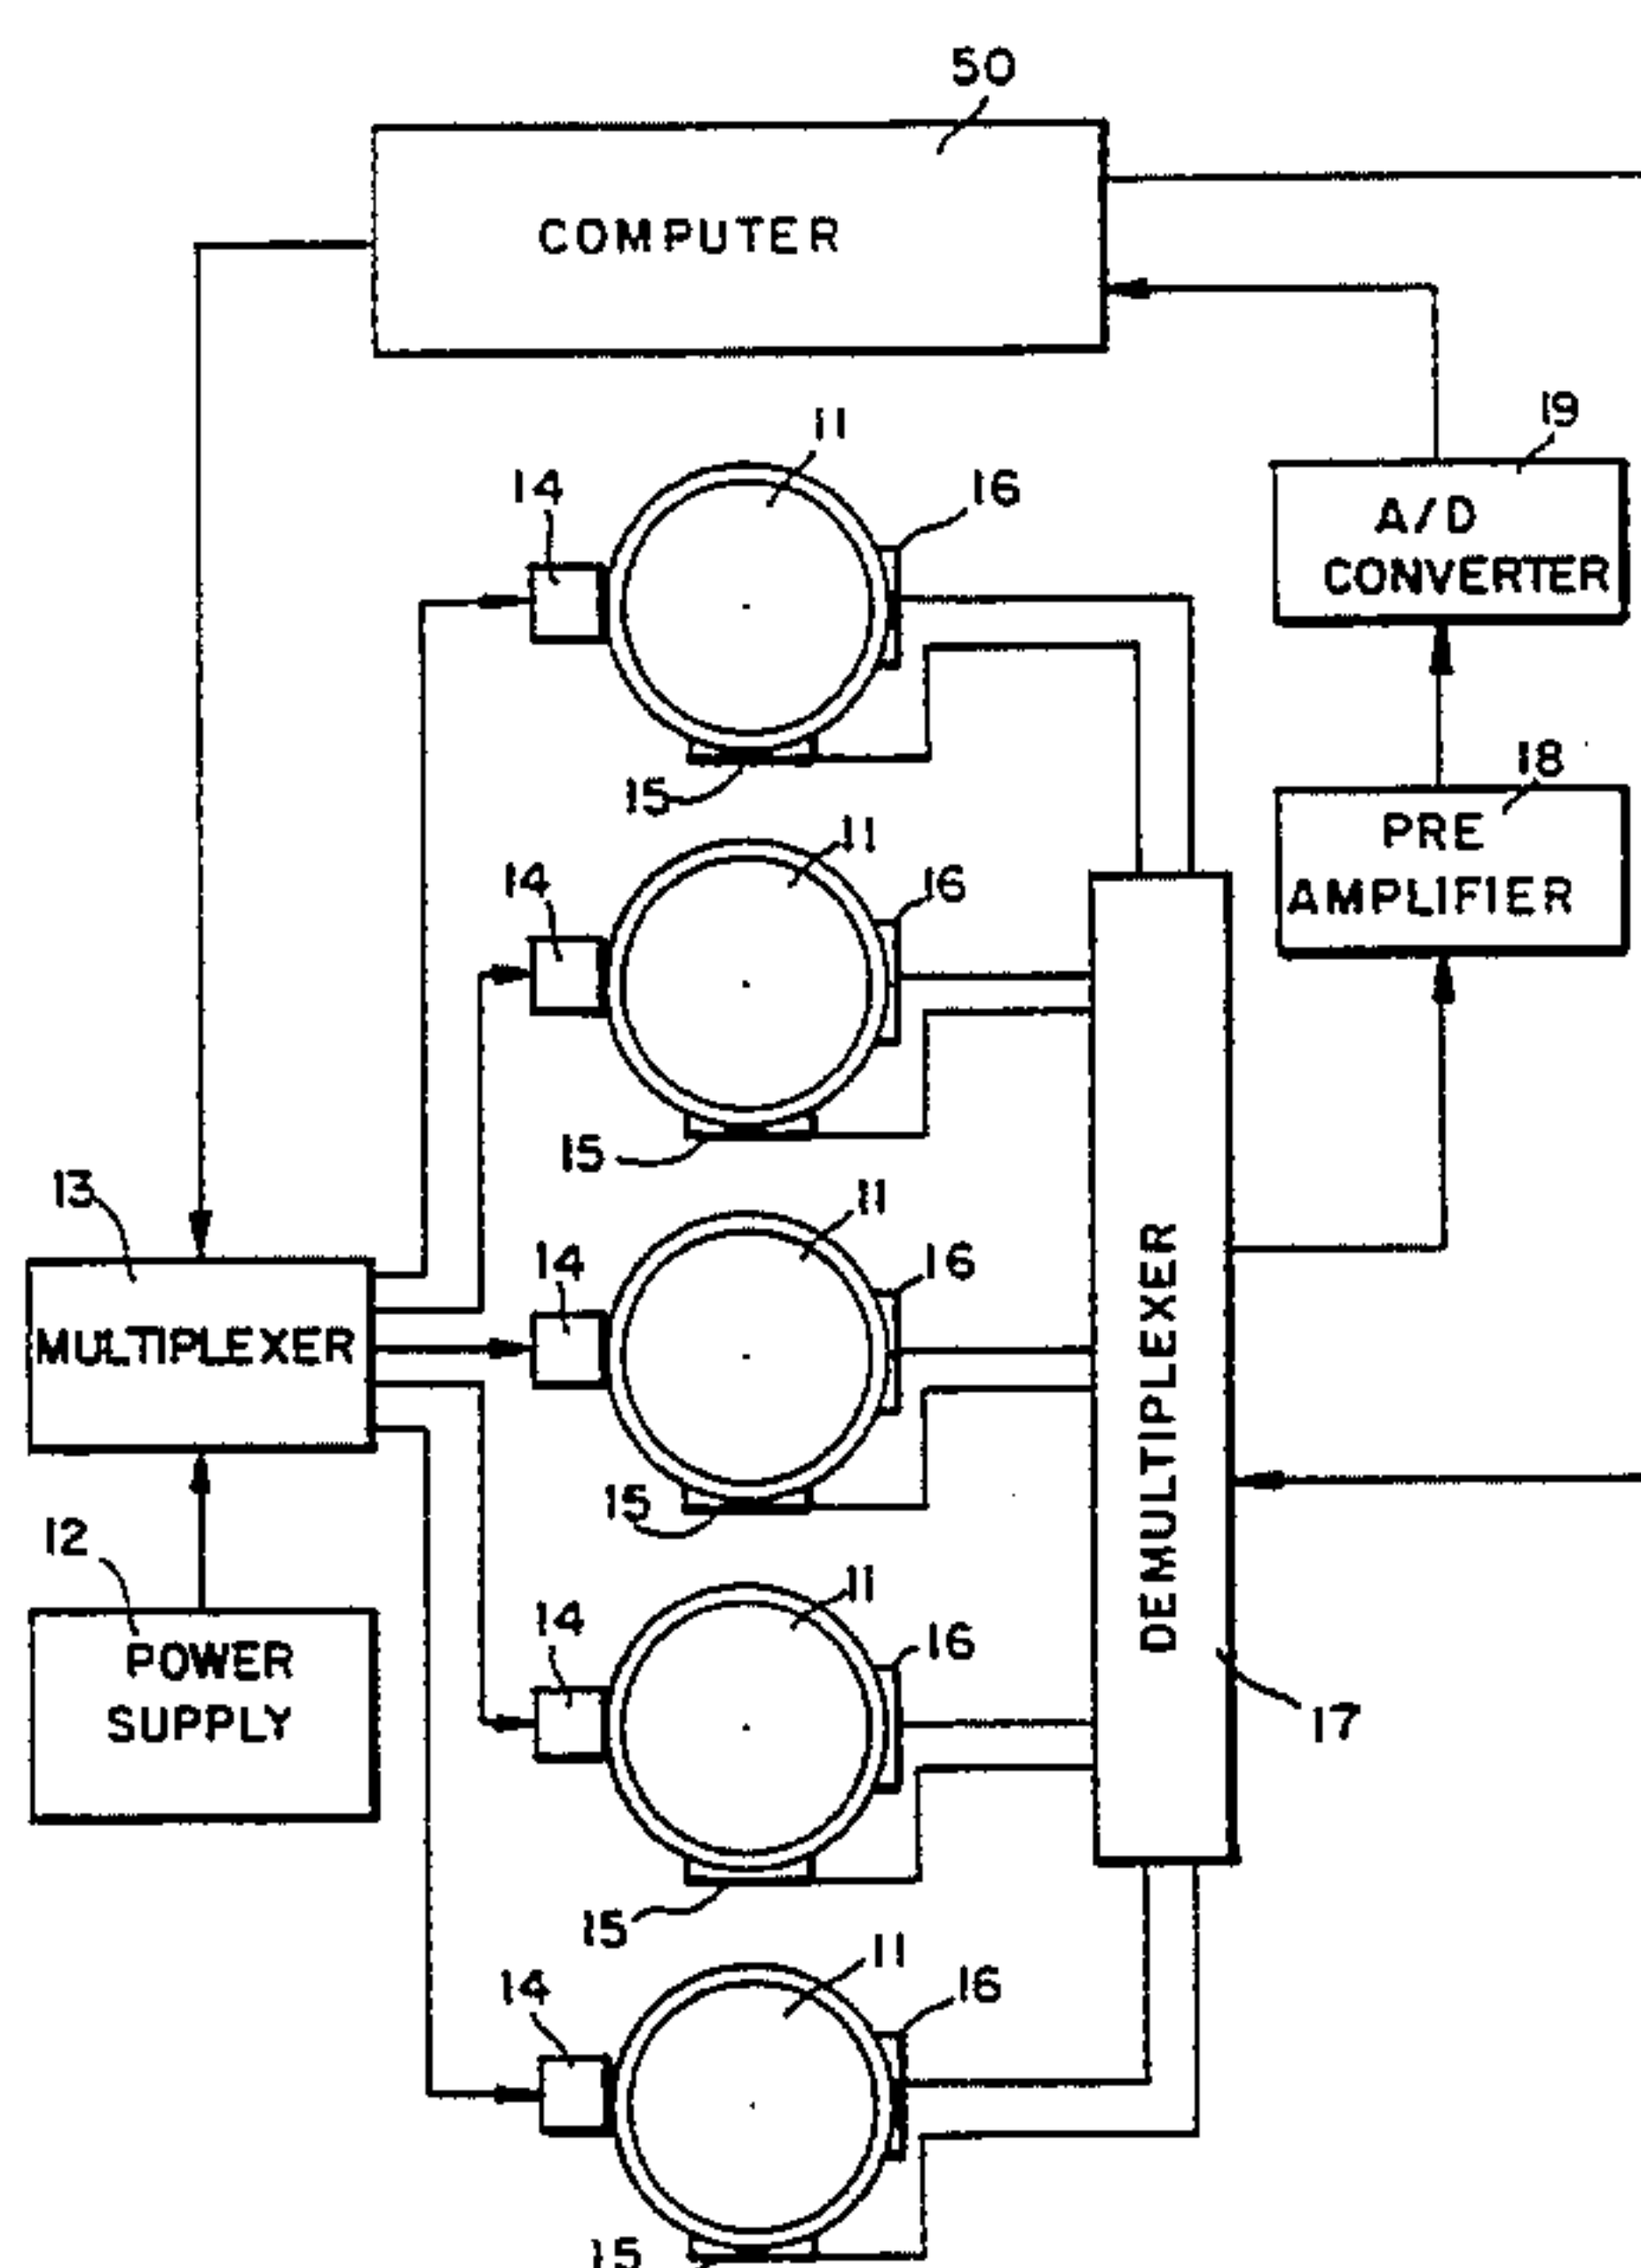 50
COMPUTER
11
14
16
15
19
A/D
CONVERTER
18
PRE
AMPLIFIER
11
14
16
15
13
MULTIPLEXER
11
14
16
15
DEMULTIPLEXER
17
12
POWER
SUPPLY
11
14
16
15
11
14
16
15